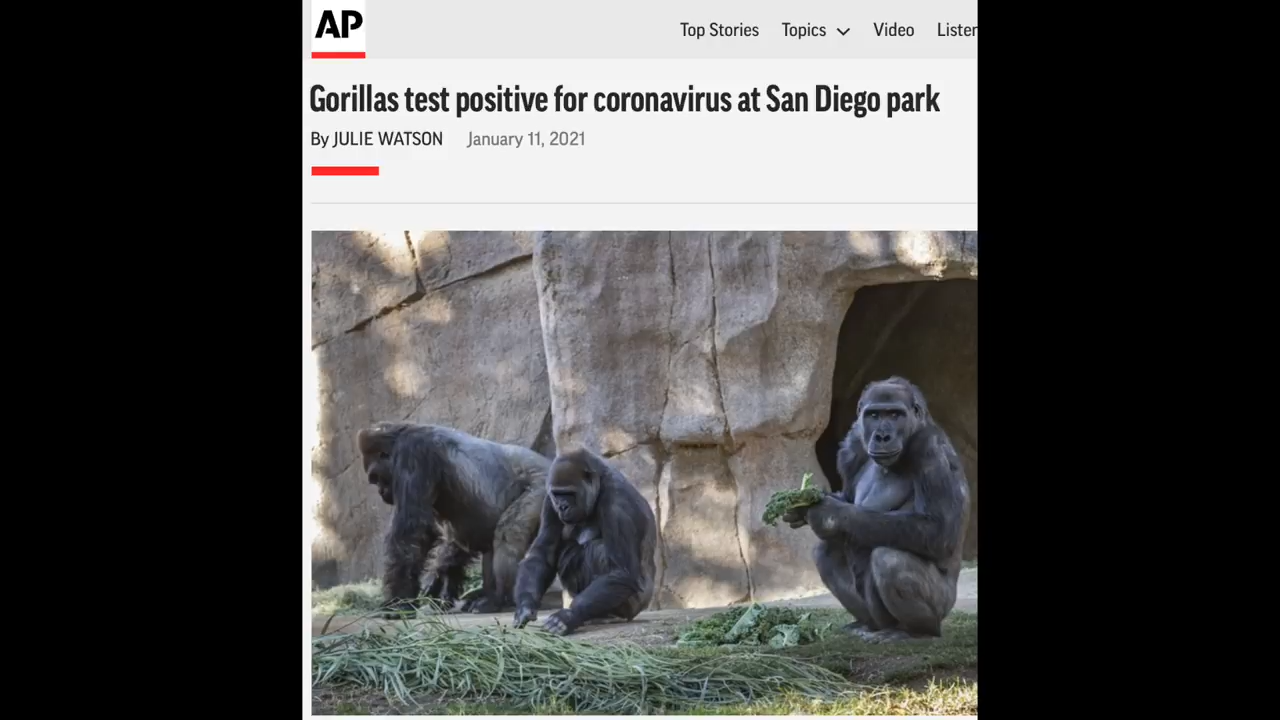 AP
Top Stories Topics Video Listen
Gorillas test positive for coronavirus at San Diego park
By JULIE WATSON January 11, 2021